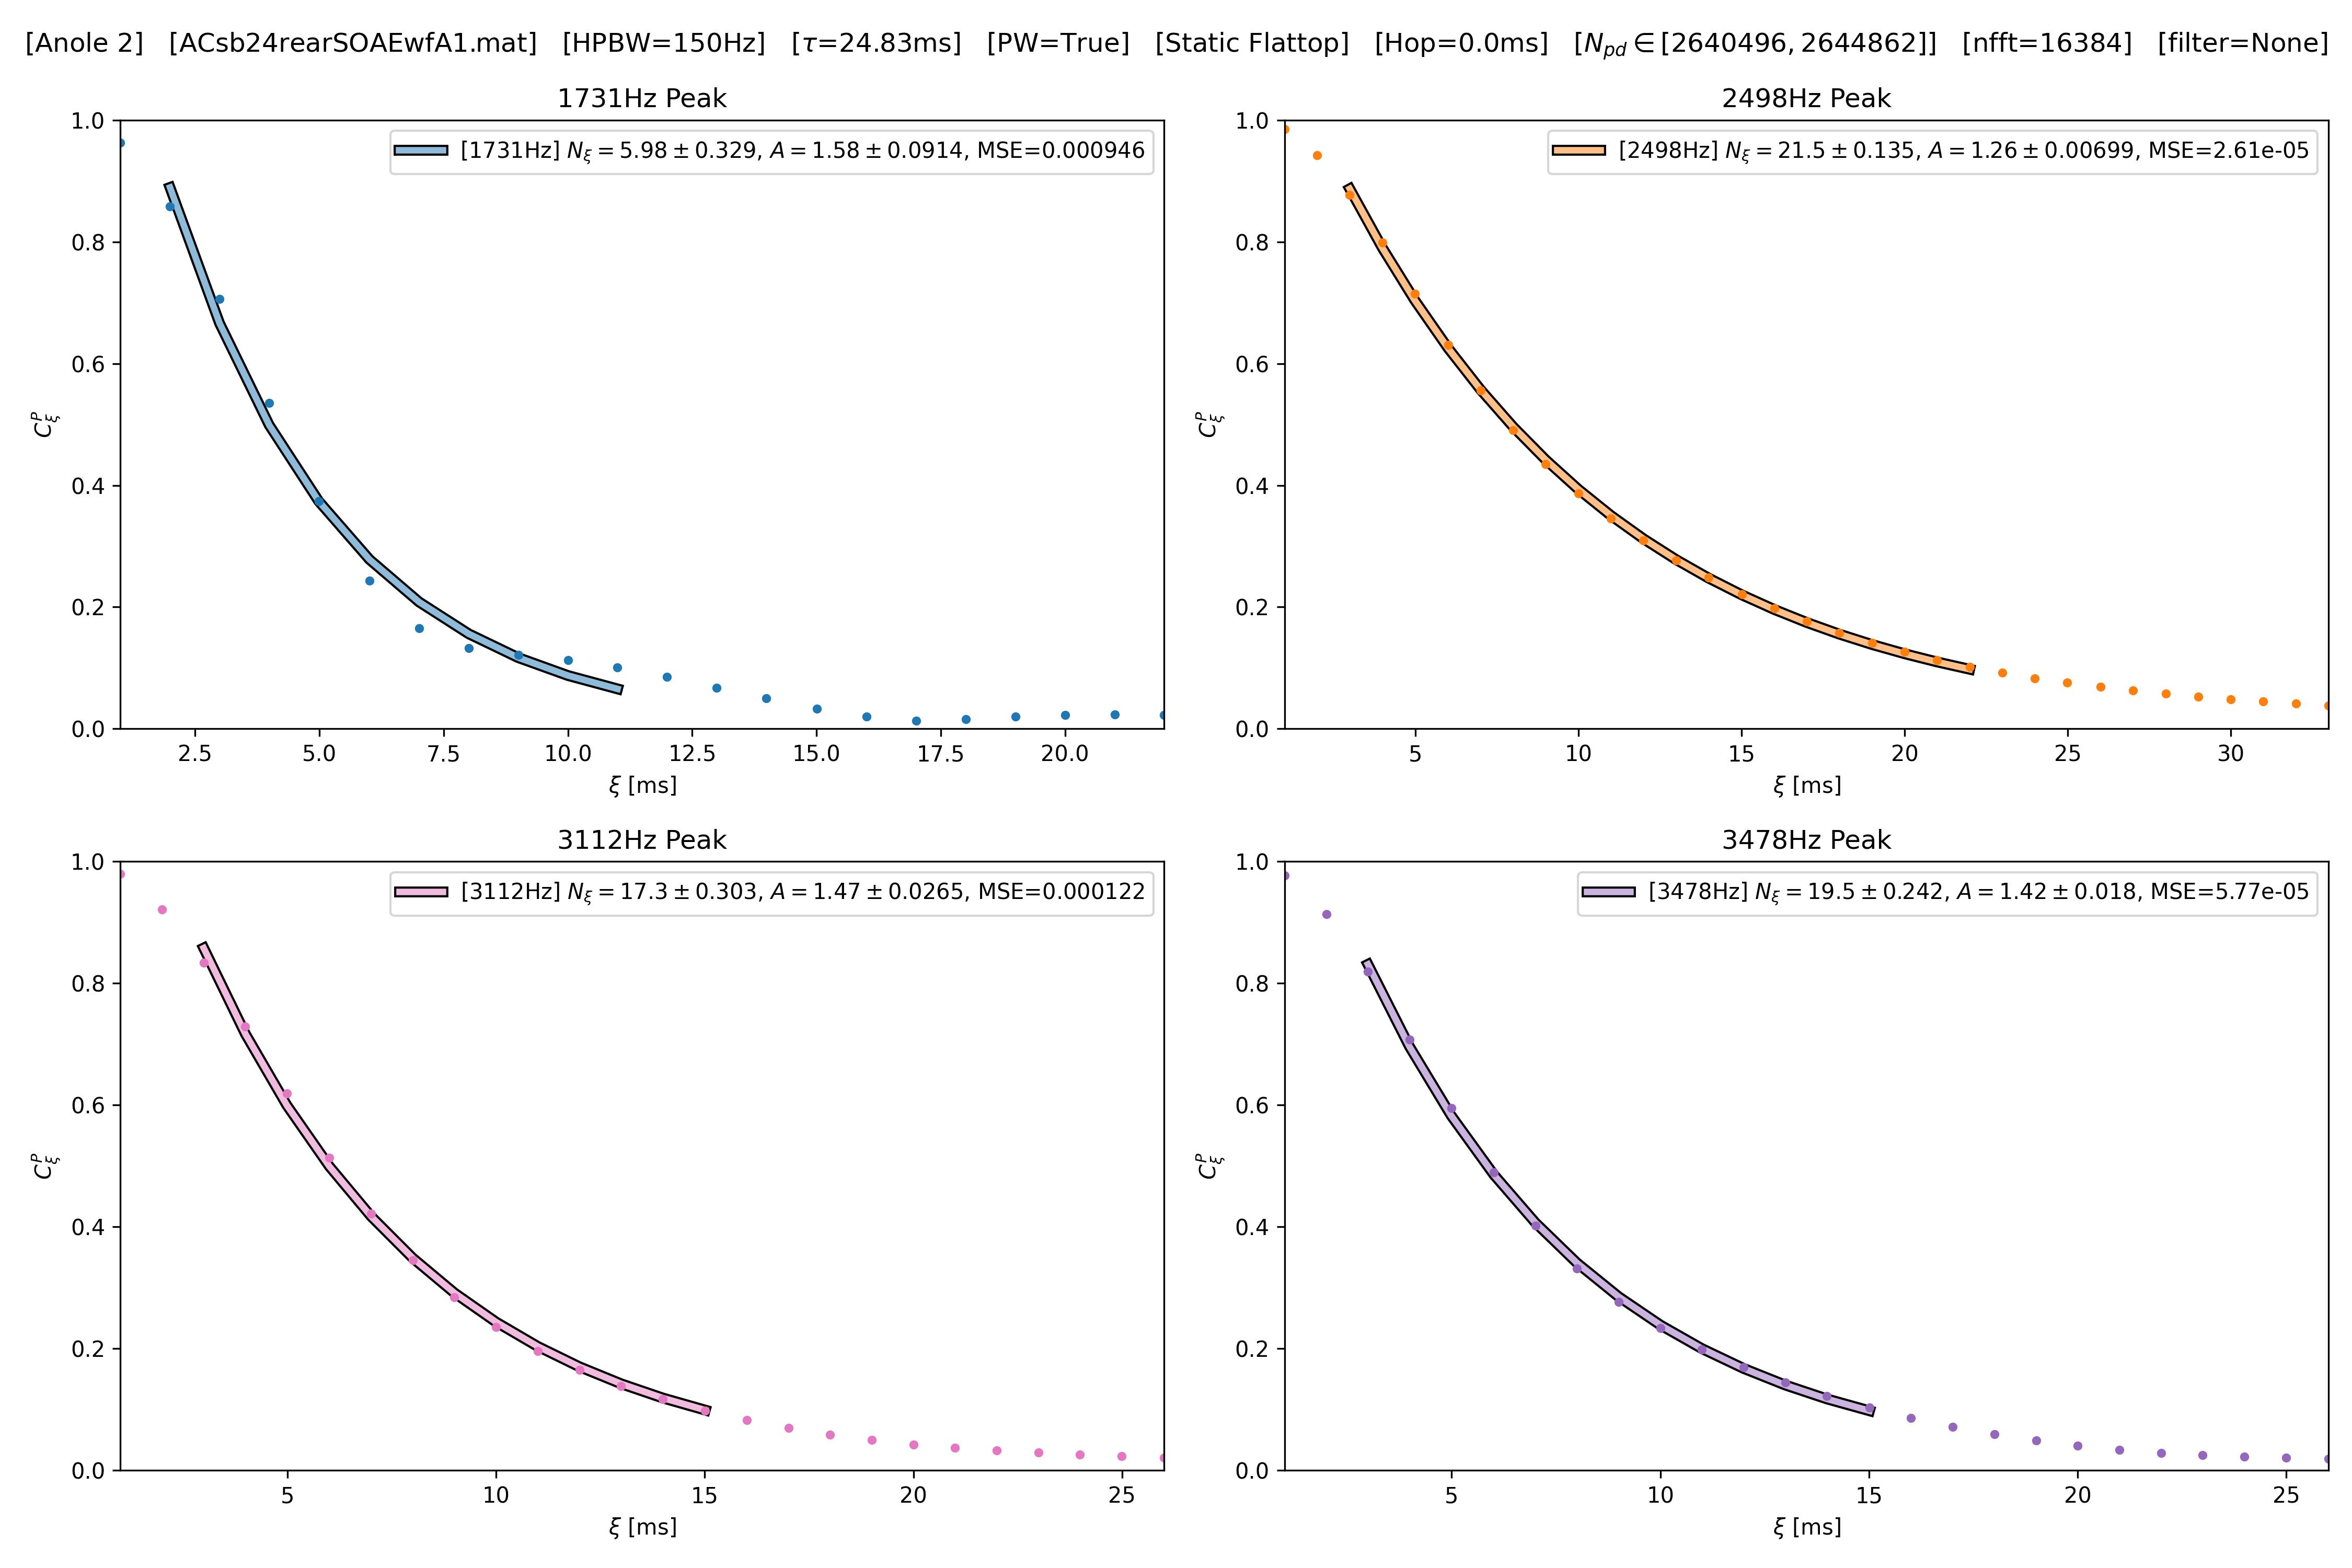 [Anole 2] [ACsb24rearSOAEwfA1.mat] [HPBW=150Hz] [τ=24.83ms] [PW=True] [Static Flattop] [Hop=0.0ms] [N_pd ∈ [2640496, 2644862]] [nfft=16384] [filter=None]
1731Hz Peak
[1731Hz] N_ξ = 5.98 ± 0.329, A = 1.58 ± 0.0914, MSE=0.000946
1.0
0.8
0.6
0.4
0.2
0.0
C_ξ^P
2.5 5.0 7.5 10.0 12.5 15.0 17.5 20.0
ξ [ms]
2498Hz Peak
[2498Hz] N_ξ = 21.5 ± 0.135, A = 1.26 ± 0.00699, MSE=2.61e-05
1.0
0.8
0.6
0.4
0.2
0.0
C_ξ^P
5 10 15 20 25 30
ξ [ms]
3112Hz Peak
[3112Hz] N_ξ = 17.3 ± 0.303, A = 1.47 ± 0.0265, MSE=0.000122
1.0
0.8
0.6
0.4
0.2
0.0
C_ξ^P
5 10 15 20 25
ξ [ms]
3478Hz Peak
[3478Hz] N_ξ = 19.5 ± 0.242, A = 1.42 ± 0.018, MSE=5.77e-05
1.0
0.8
0.6
0.4
0.2
0.0
C_ξ^P
5 10 15 20 25
ξ [ms]